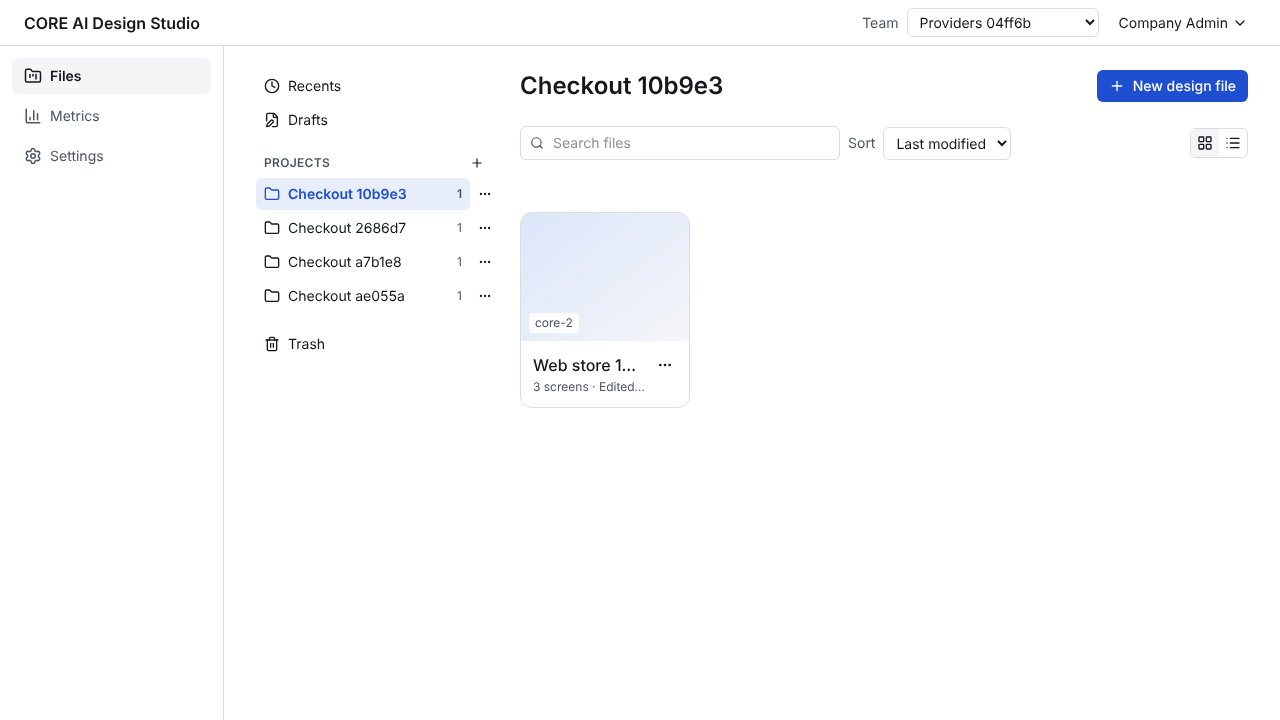 CORE AI Design Studio
Team
Providers 04ff6b
Company Admin
Files
Metrics
Settings
Recents
Drafts
PROJECTS
Checkout 10b9e3 1
Checkout 2686d7 1
Checkout a7b1e8 1
Checkout ae055a 1
Trash
Checkout 10b9e3
New design file
Search files
Sort
Last modified
core-2
Web store 1...
3 screens · Edited...